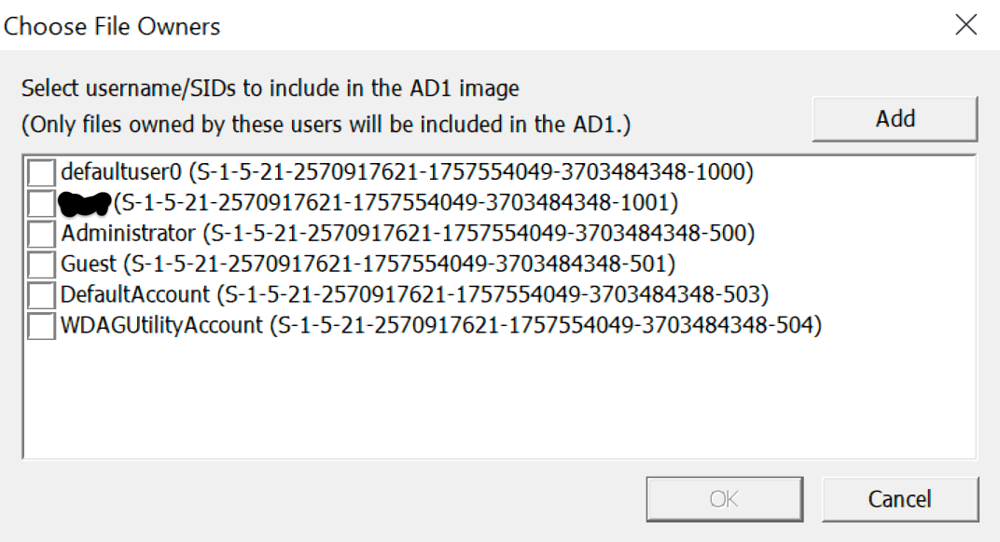 Choose File Owners
Select username/SIDs to include in the AD1 image
(Only files owned by these users will be included in the AD1.)
Add
defaultuser0 (S-1-5-21-2570917621-1757554049-3703484348-1000)
(S-1-5-21-2570917621-1757554049-3703484348-1001)
Administrator (S-1-5-21-2570917621-1757554049-3703484348-500)
Guest (S-1-5-21-2570917621-1757554049-3703484348-501)
DefaultAccount (S-1-5-21-2570917621-1757554049-3703484348-503)
WDAGUtilityAccount (S-1-5-21-2570917621-1757554049-3703484348-504)
OK
Cancel